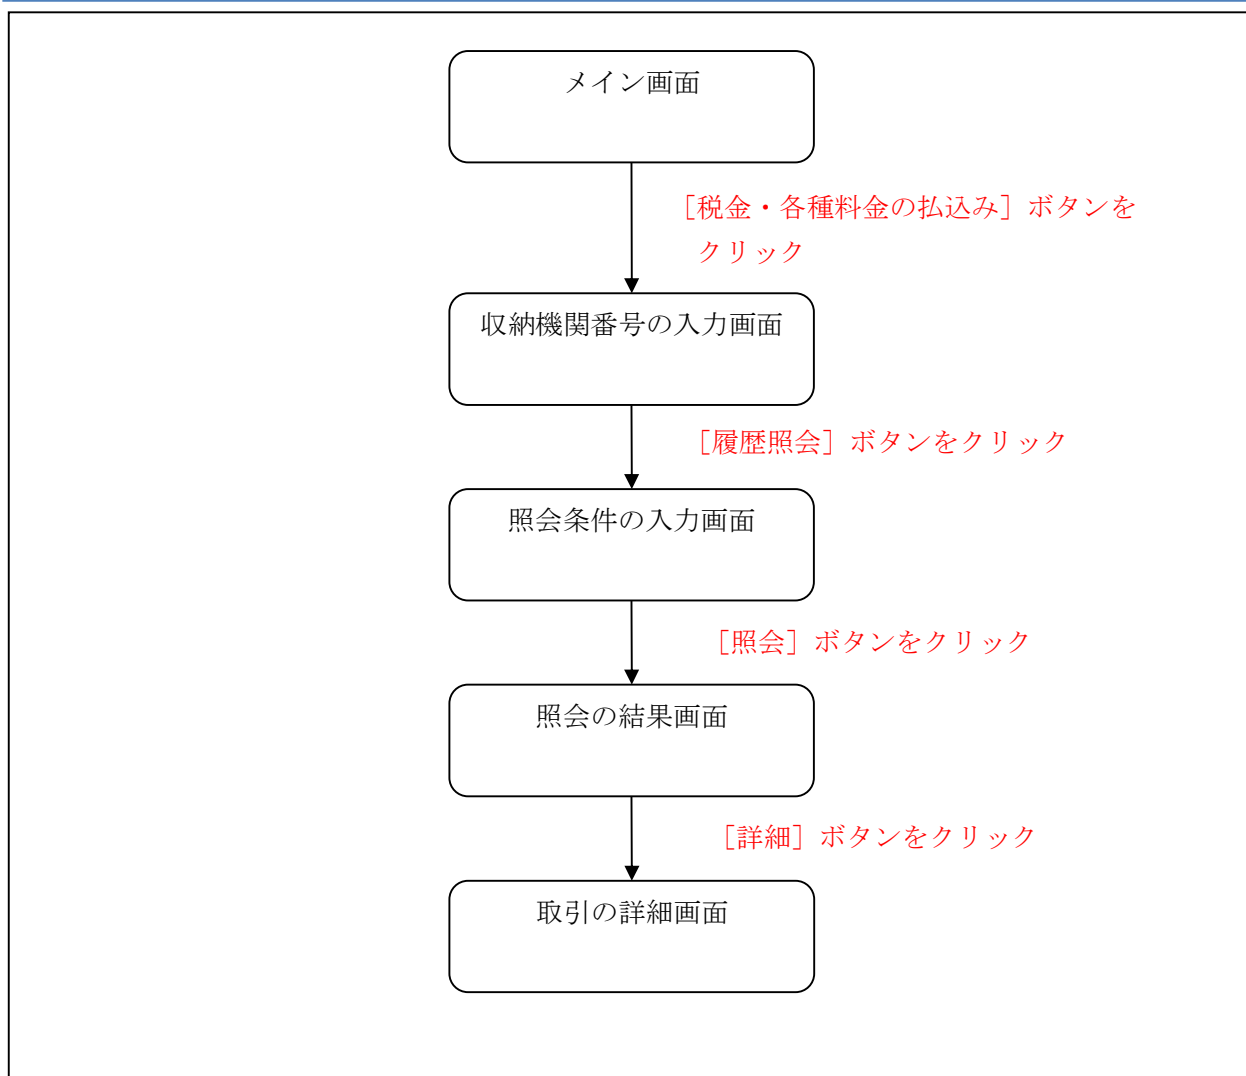 メイン画面
［税金・各種料金の払込み］ボタンを
クリック
収納機関番号の入力画面
［履歴照会］ボタンをクリック
照会条件の入力画面
［照会］ボタンをクリック
照会の結果画面
［詳細］ボタンをクリック
取引の詳細画面